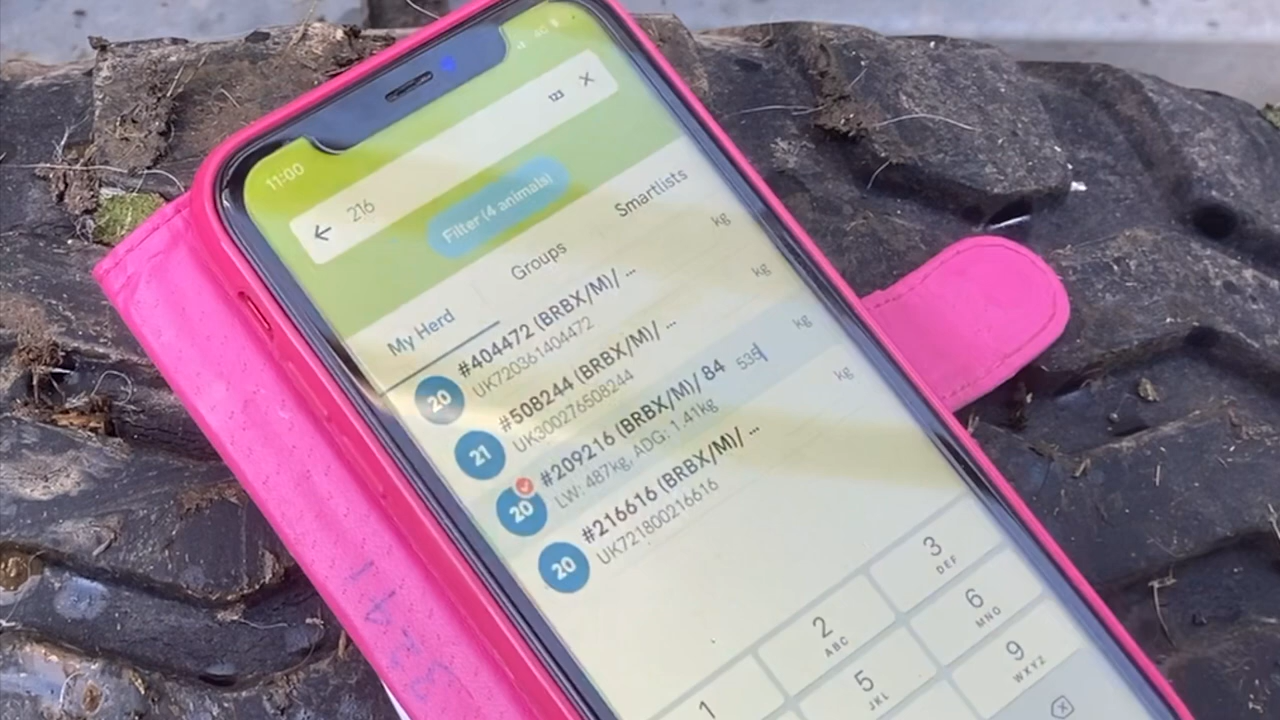 11:00
4G
216
123
Filter (4 animals)
My Herd
Groups
Smartlists
20
#404472 (BRBX/M)/ ...
UK720361404472
kg
21
#508244 (BRBX/M)/ ...
UK300276508244
kg
20
#209216 (BRBX/M)/ 84
LW: 487kg, ADG: 1.41kg
535
kg
20
#216616 (BRBX/M)/ ...
UK721800216616
kg
1
2
ABC
3
DEF
5
JKL
6
MNO
9
WXYZ